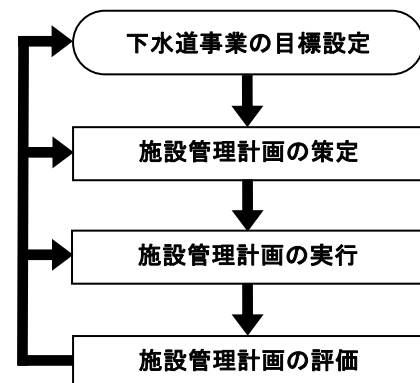 下水道事業の目標設定
施設管理計画の策定
施設管理計画の実行
施設管理計画の評価